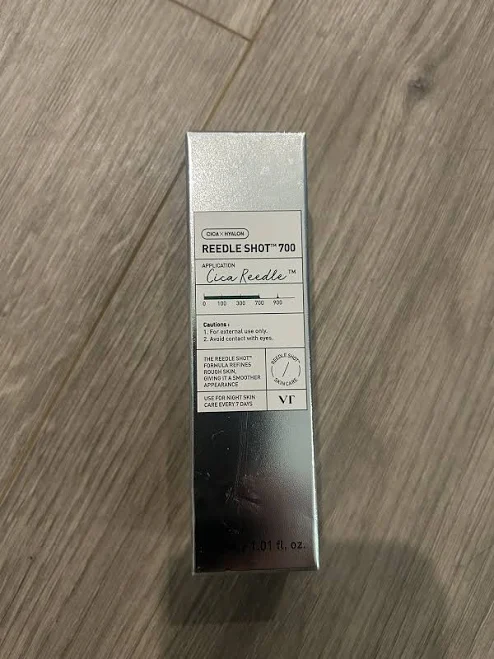 CICA × HYALON
REEDLE SHOT™ 700
APPLICATION
Cica Reedle™
0 100 300 700 900
Cautions :
1. For external use only.
2. Avoid contact with eyes.
THE REEDLE SHOT™
FORMULA REFINES
ROUGH SKIN,
GIVING IT A SMOOTHER
APPEARANCE
REEDLE SHOT™
SKINCARE
USE FOR NIGHT SKIN
CARE EVERY 7 DAYS
VT
/ 1.01 fl. oz.